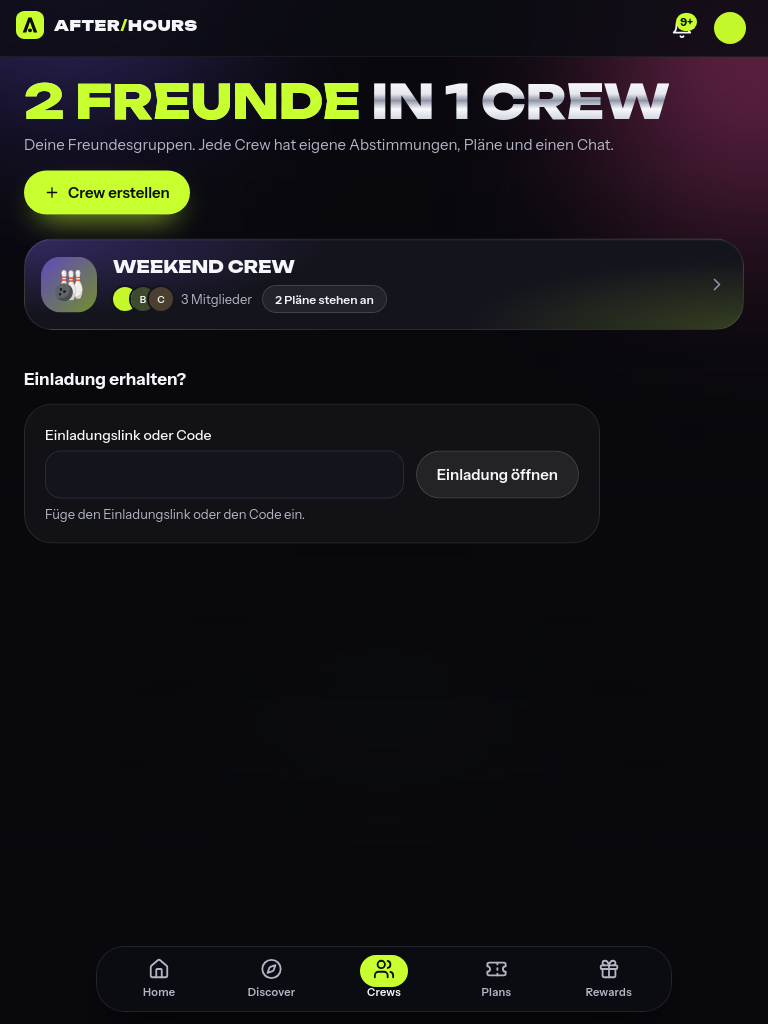 AFTER/HOURS
9+
2 FREUNDE IN 1 CREW
Deine Freundesgruppen. Jede Crew hat eigene Abstimmungen, Pläne und einen Chat.
+ Crew erstellen
WEEKEND CREW
B C 3 Mitglieder 2 Pläne stehen an
Einladung erhalten?
Einladungslink oder Code
Einladung öffnen
Füge den Einladungslink oder den Code ein.
Home Discover Crews Plans Rewards